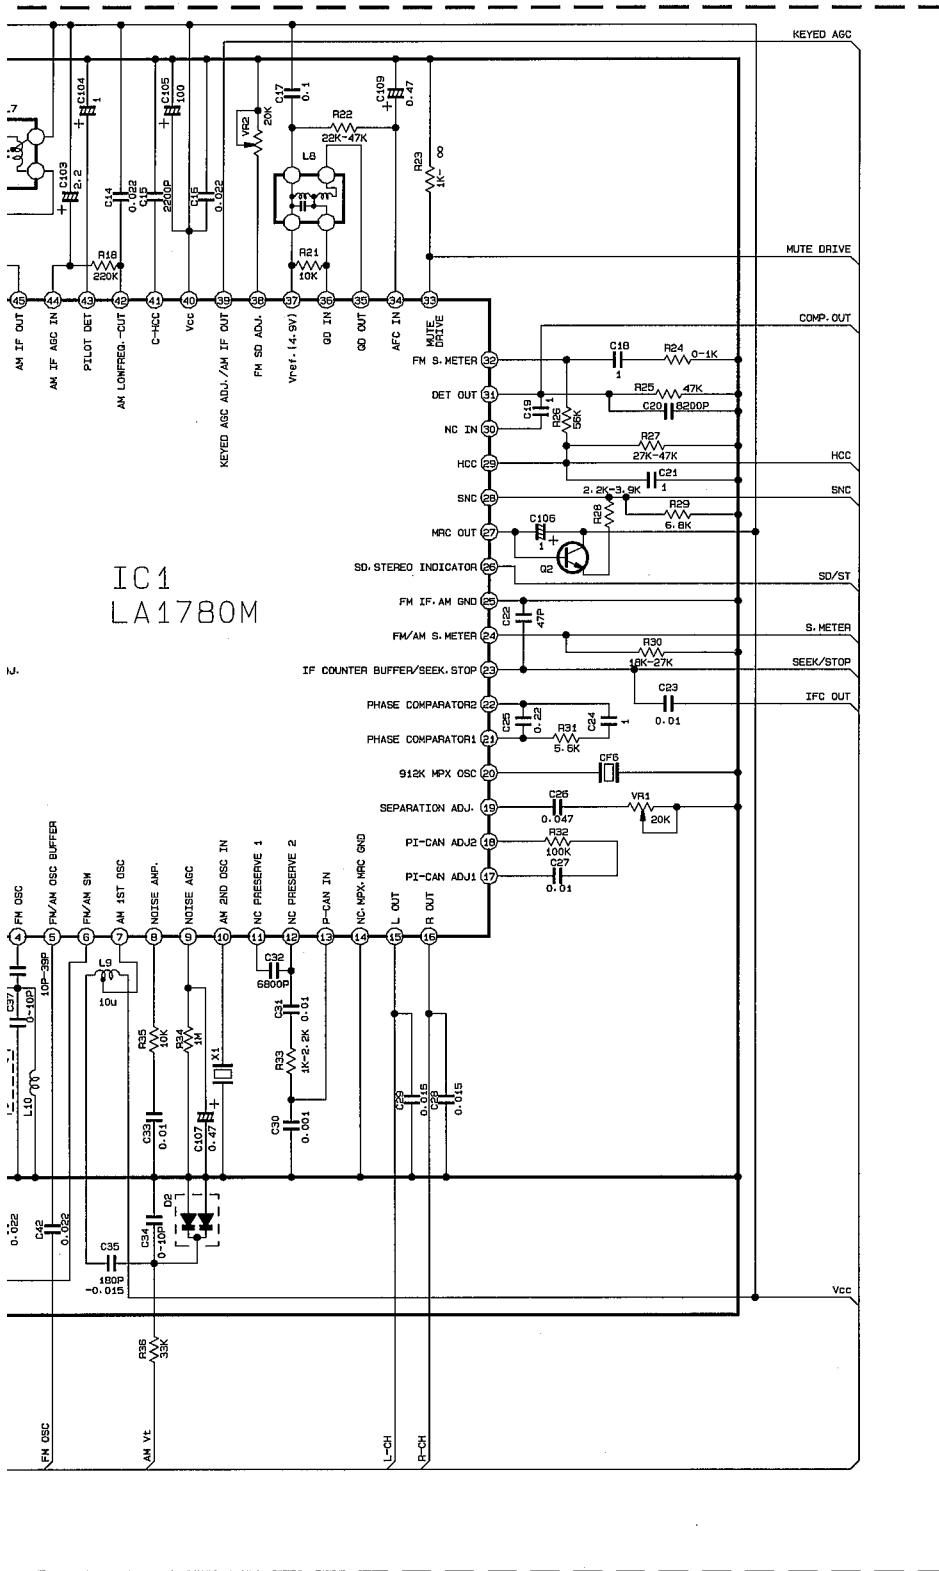 KEYED AGC
C104
1
C105
100
C17
0.1
C109
0.47
VR2
20K
R22
22K-47K
L8
R23
1K-∞
C103
2.2
C14
0.022
C15
2200P
C16
0.022
R18
220K
R21
10K
MUTE DRIVE
45
44
43
42
41
40
39
38
37
36
35
34
33
AM IF OUT
AM IF AGC IN
PILOT DET
AM LOWFREQ.-CUT
C-HCC
Vcc
KEYED AGC ADJ./AM IF OUT
FM SD ADJ.
Vref.(4.9V)
QD IN
QD OUT
AFC IN
MUTE
DRIVE
COMP.OUT
FM S.METER 32
C18
1
R24
0-1K
DET OUT 31
C19
1
R25
47K
C20
8200P
R26
56K
NC IN 30
R27
27K-47K
HCC 29
HCC
C21
1
SNC 28
SNC
2.2K-3.9K
R28
R29
6.8K
MRC OUT 27
C106
1
Q2
SD.STEREO INDICATOR 26
SD/ST
IC1
LA1780M
FM IF.AM GND 25
C22
47P
FM/AM S.METER 24
S.METER
R30
18K-27K
IF COUNTER BUFFER/SEEK.STOP 23
SEEK/STOP
C23
0.01
IFC OUT
PHASE COMPARATOR2 22
C25
0.22
C24
1
PHASE COMPARATOR1 21
R31
5.6K
912K MPX OSC 20
CF6
SEPARATION ADJ. 19
C26
0.047
VR1
20K
PI-CAN ADJ2 18
R32
100K
PI-CAN ADJ1 17
C27
0.01
FM OSC
FM/AM OSC BUFFER
FM/AM SW
AM 1ST OSC
NOISE AMP.
NOISE AGC
AM 2ND OSC IN
NC PRESERVE 1
NC PRESERVE 2
P-CAN IN
NC.MPX.MRC GND
L OUT
R OUT
4
5
6
7
8
9
10
11
12
13
14
15
16
10P-39P
C37
0-10P
L9
10u
L10
R35
10K
R34
1M
X1
C32
6800P
C31
0.01
R33
1K-2.2K
C30
0.001
C33
0.01
C107
0.47
C29
0.015
C28
0.015
0.022
C42
0.022
C34
0-10P
D2
C35
180P
-0.015
Vcc
R36
33K
FM OSC
AM Vt
L-CH
R-CH